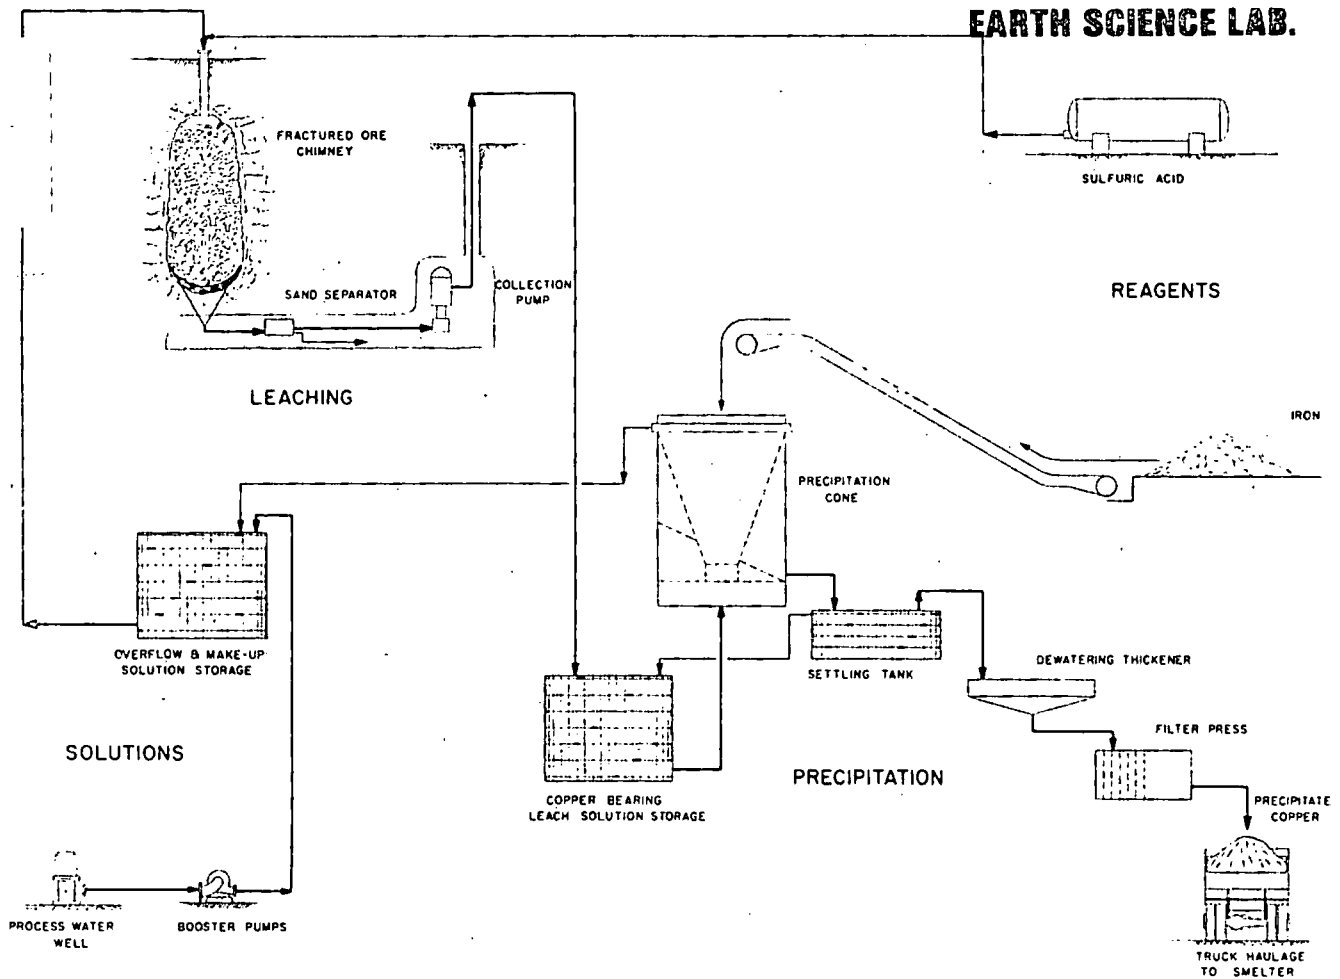 EARTH SCIENCE LAB.
FRACTURED ORE
CHIMNEY
SULFURIC ACID
SAND SEPARATOR
COLLECTION
PUMP
REAGENTS
LEACHING
IRON
PRECIPITATION
CONE
OVERFLOW & MAKE-UP
SOLUTION STORAGE
SETTLING TANK
DEWATERING THICKENER
FILTER PRESS
SOLUTIONS
PRECIPITATION
COPPER BEARING
LEACH SOLUTION STORAGE
PRECIPITATE
COPPER
PROCESS WATER
WELL
BOOSTER PUMPS
TRUCK HAULAGE
TO SMELTER